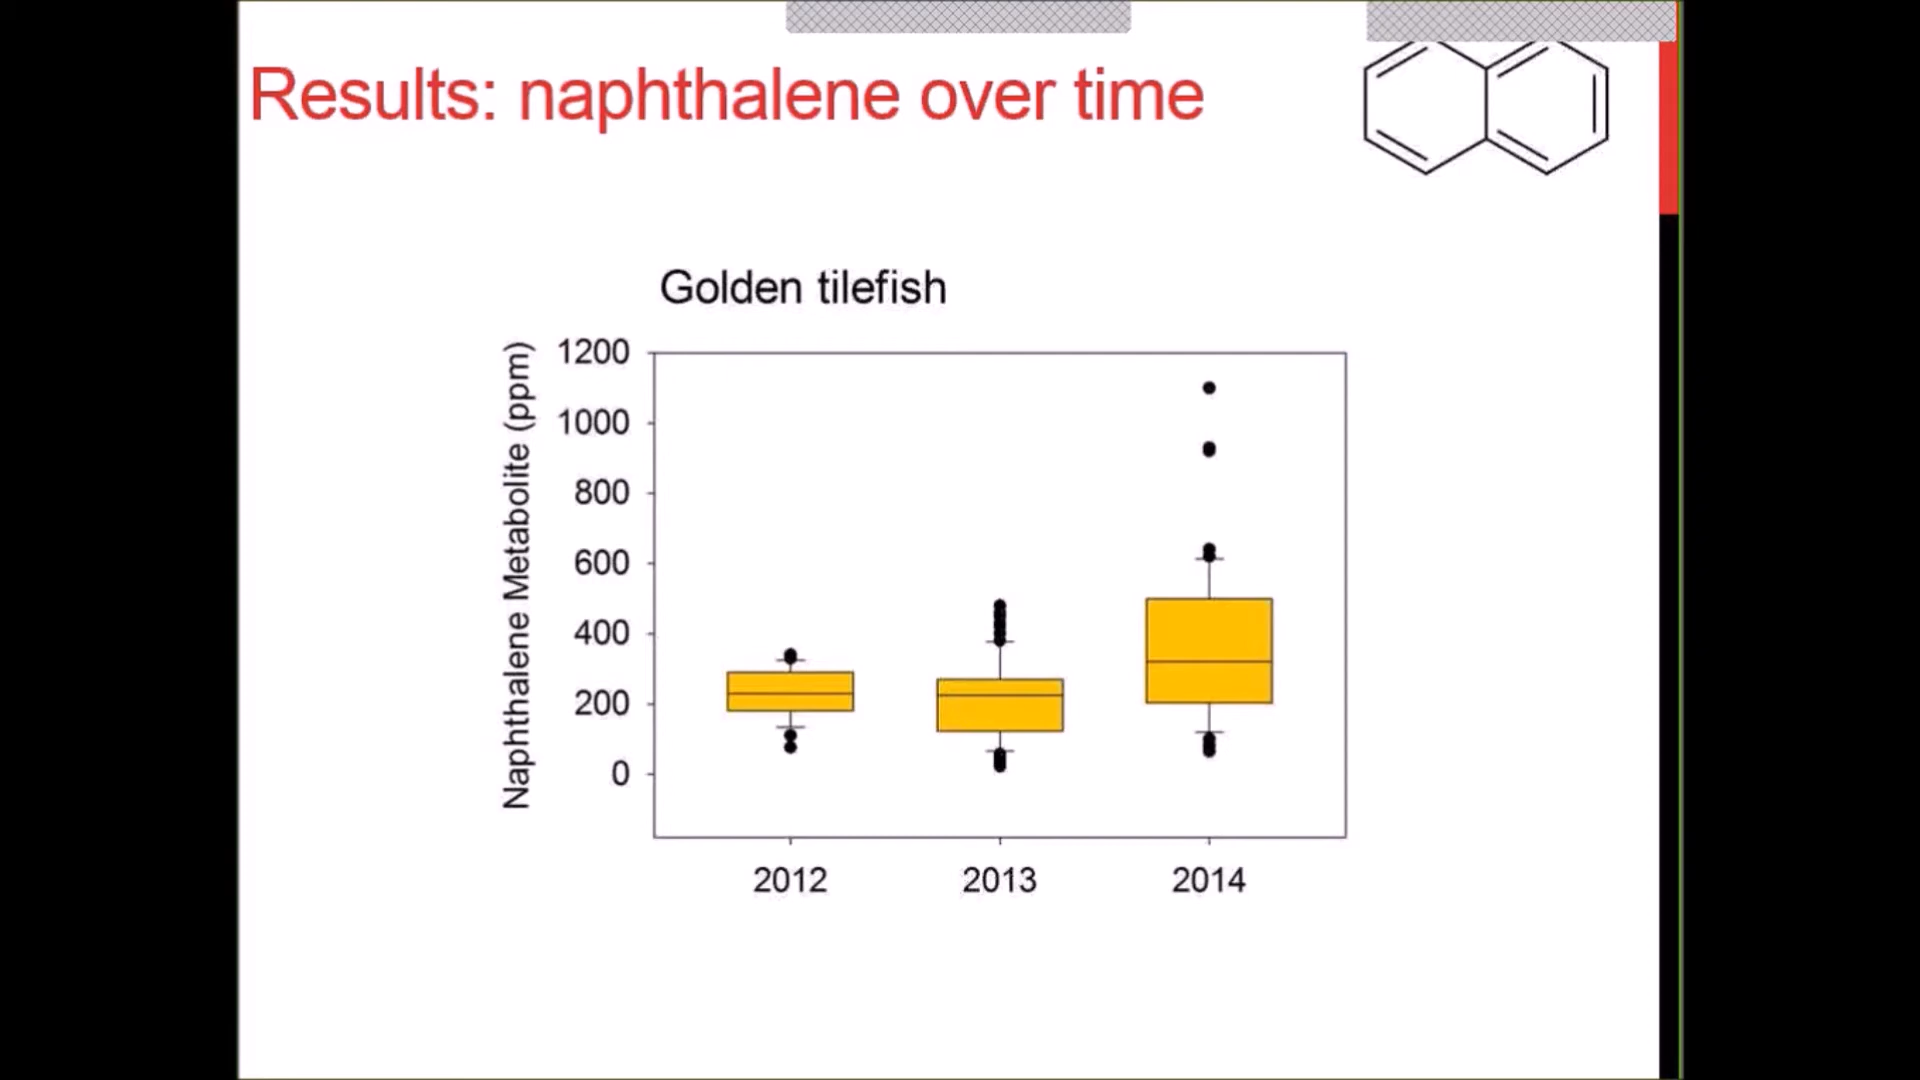 Results: naphthalene over time
Golden tilefish
Naphthalene Metabolite (ppm)
1200
1000
800
600
400
200
0
2012 2013 2014